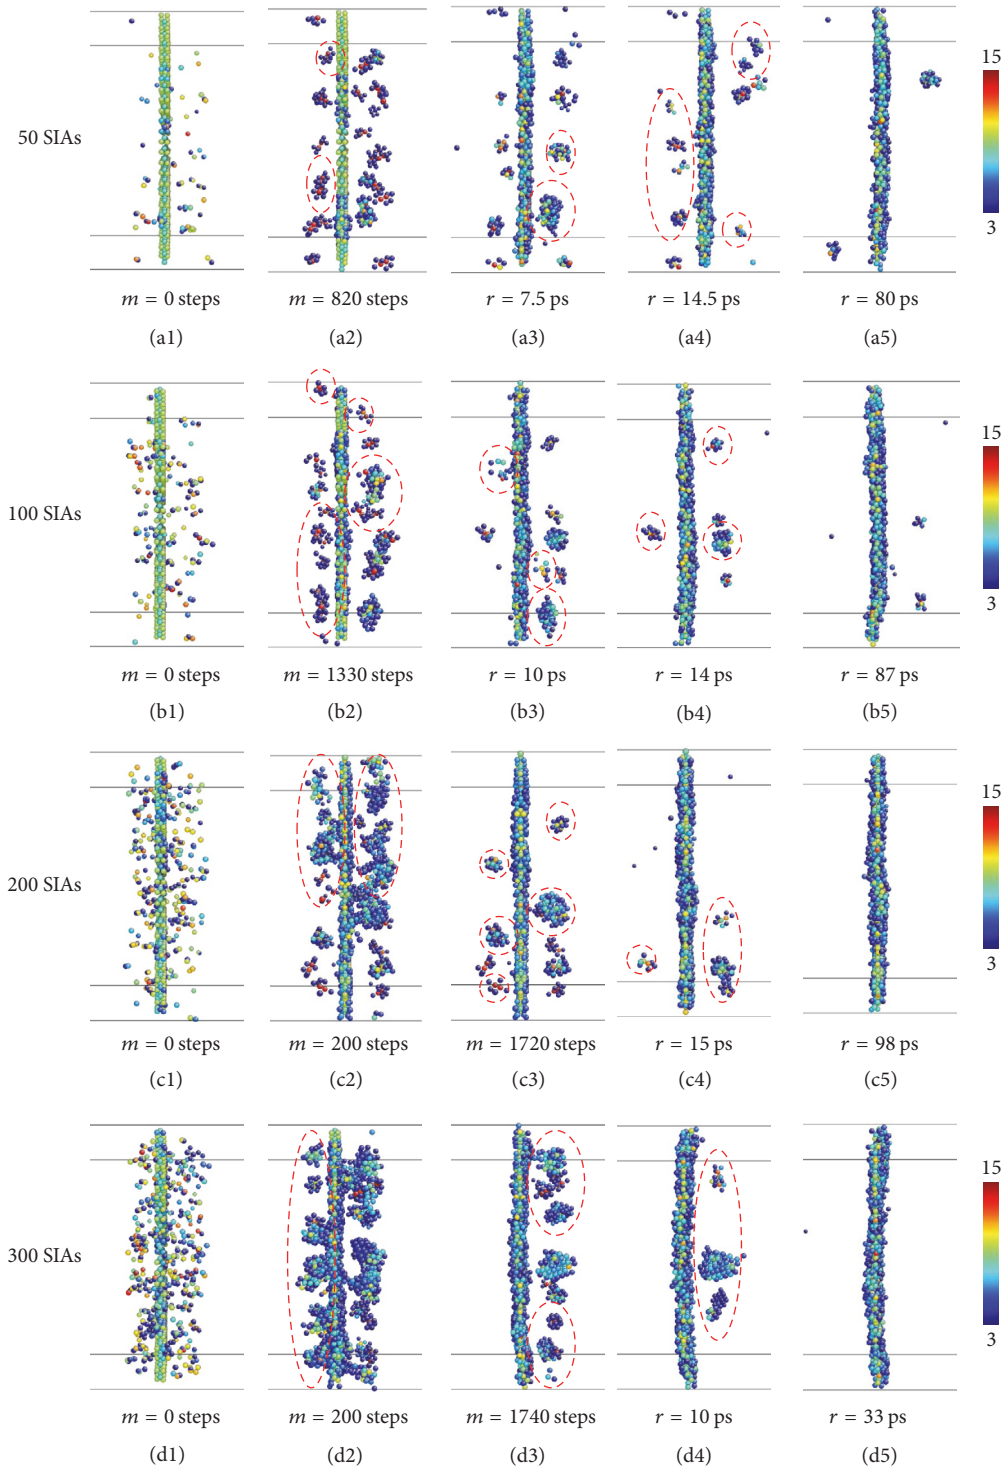 15
50 SIAs
3
m = 0 steps
m = 820 steps
r = 7.5 ps
r = 14.5 ps
r = 80 ps
(a1)
(a2)
(a3)
(a4)
(a5)
15
100 SIAs
3
m = 0 steps
m = 1330 steps
r = 10 ps
r = 14 ps
r = 87 ps
(b1)
(b2)
(b3)
(b4)
(b5)
15
200 SIAs
3
m = 0 steps
m = 200 steps
m = 1720 steps
r = 15 ps
r = 98 ps
(c1)
(c2)
(c3)
(c4)
(c5)
15
300 SIAs
3
m = 0 steps
m = 200 steps
m = 1740 steps
r = 10 ps
r = 33 ps
(d1)
(d2)
(d3)
(d4)
(d5)